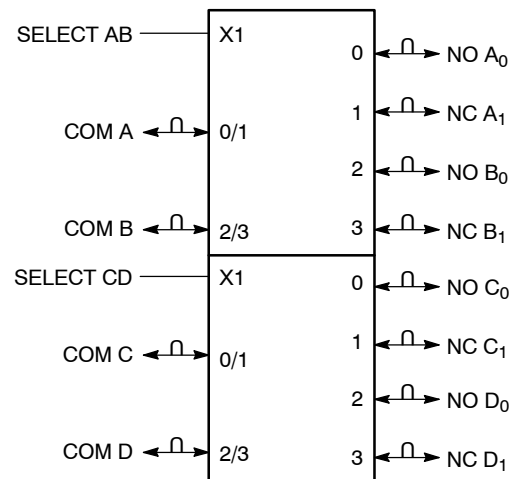 SELECT AB X1
0 NO A0
1 NC A1
COM A 0/1
2 NO B0
COM B 2/3 3 NC B1
SELECT CD X1 0 NO C0
1 NC C1
COM C 0/1
2 NO D0
COM D 2/3 3 NC D1